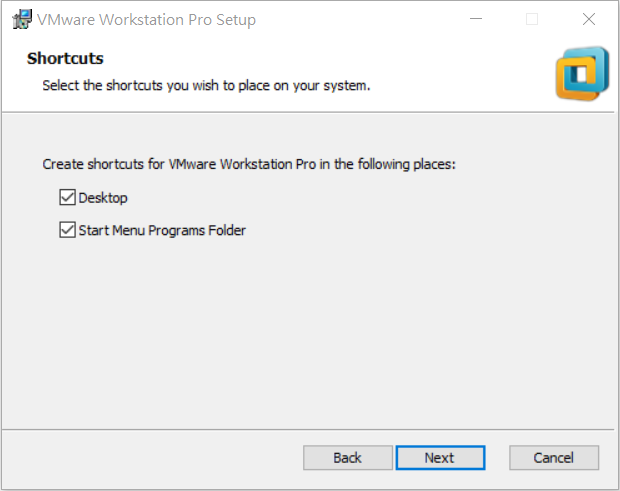 VMware Workstation Pro Setup
Shortcuts
Select the shortcuts you wish to place on your system.
Create shortcuts for VMware Workstation Pro in the following places:
Desktop
Start Menu Programs Folder
Back Next Cancel